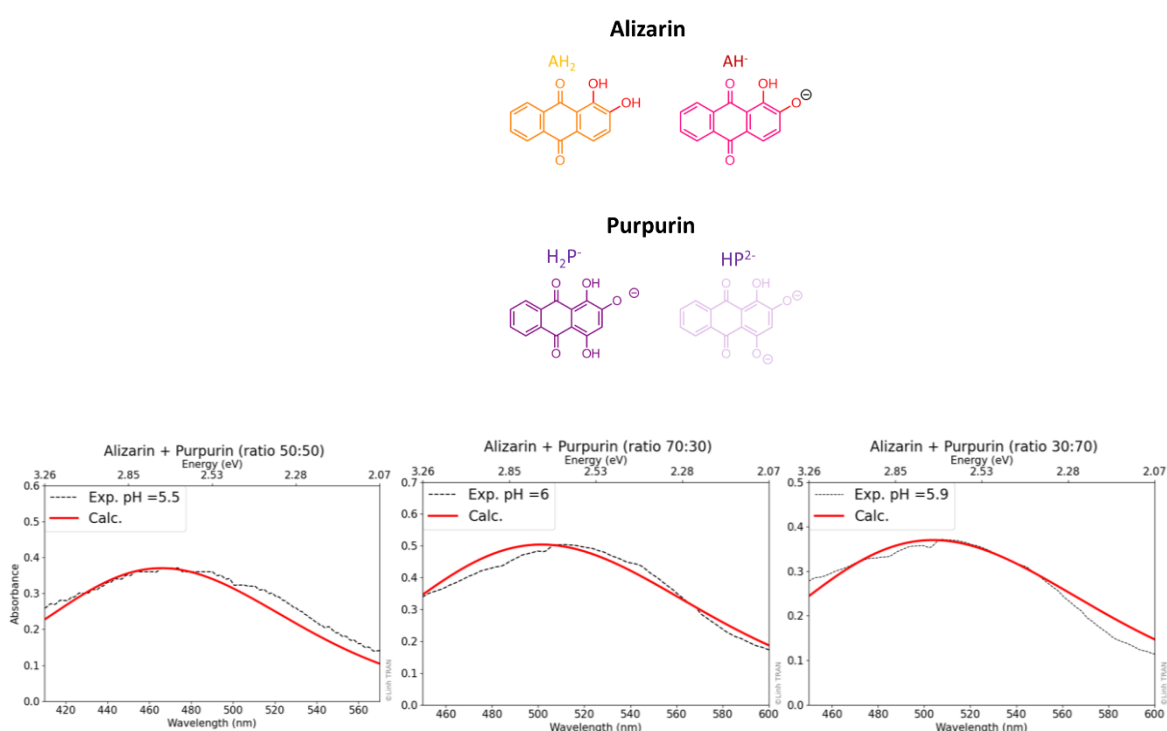 Alizarin
AH₂
AH⁻
O
OH
OH
O
O
OH
O⊖
O
Purpurin
H₂P⁻
HP²⁻
O
OH
O ⊖
O
OH
O
OH
O⊖
O
O⊖
Alizarin + Purpurin (ratio 50:50)
Energy (eV)
3.26 2.85 2.53 2.28 2.07
0.6
0.5
0.4
0.3
0.2
0.1
0.0
Absorbance
Exp. pH =5.5
Calc.
420 440 460 480 500 520 540 560
Wavelength (nm)
©Linh TRAN
Alizarin + Purpurin (ratio 70:30)
Energy (eV)
3.26 2.85 2.53 2.28 2.07
0.7
0.6
0.5
0.4
0.3
0.2
0.1
0.0
Exp. pH =6
Calc.
460 480 500 520 540 560 580 600
Wavelength (nm)
©Linh TRAN
Alizarin + Purpurin (ratio 30:70)
Energy (eV)
3.26 2.85 2.53 2.28 2.07
0.5
0.4
0.3
0.2
0.1
0.0
Exp. pH =5.9
Calc.
460 480 500 520 540 560 580 600
Wavelength (nm)
©Linh TRAN